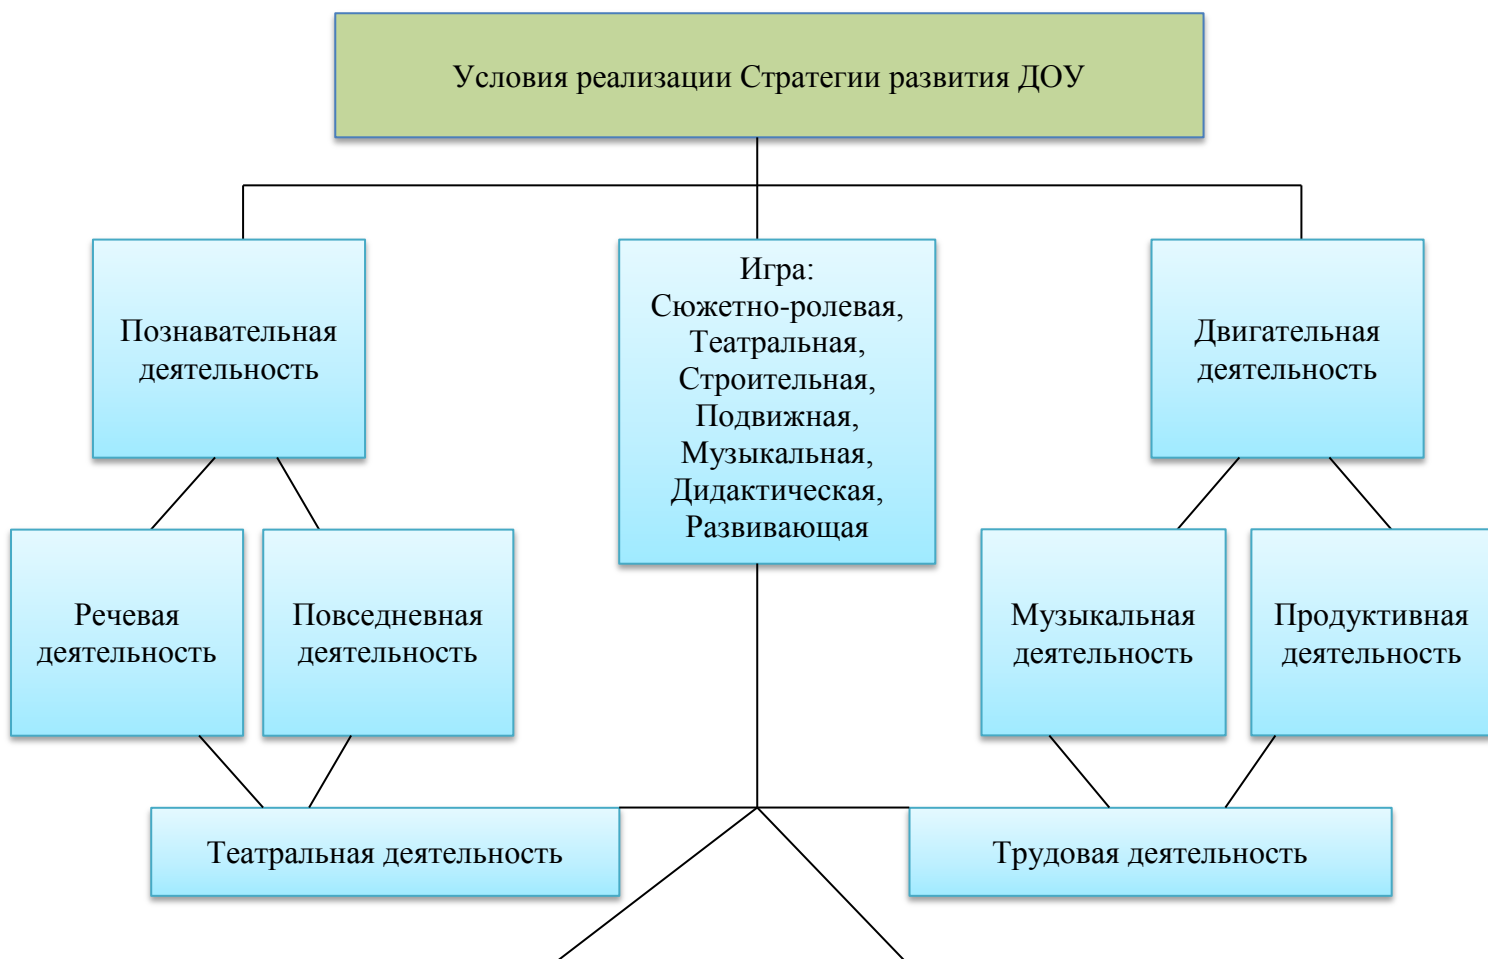 Условия реализации Стратегии развития ДОУ
Познавательная
деятельность
Игра:
Сюжетно-ролевая,
Театральная,
Строительная,
Подвижная,
Музыкальная,
Дидактическая,
Развивающая
Двигательная
деятельность
Речевая
деятельность
Повседневная
деятельность
Музыкальная
деятельность
Продуктивная
деятельность
Театральная деятельность
Трудовая деятельность